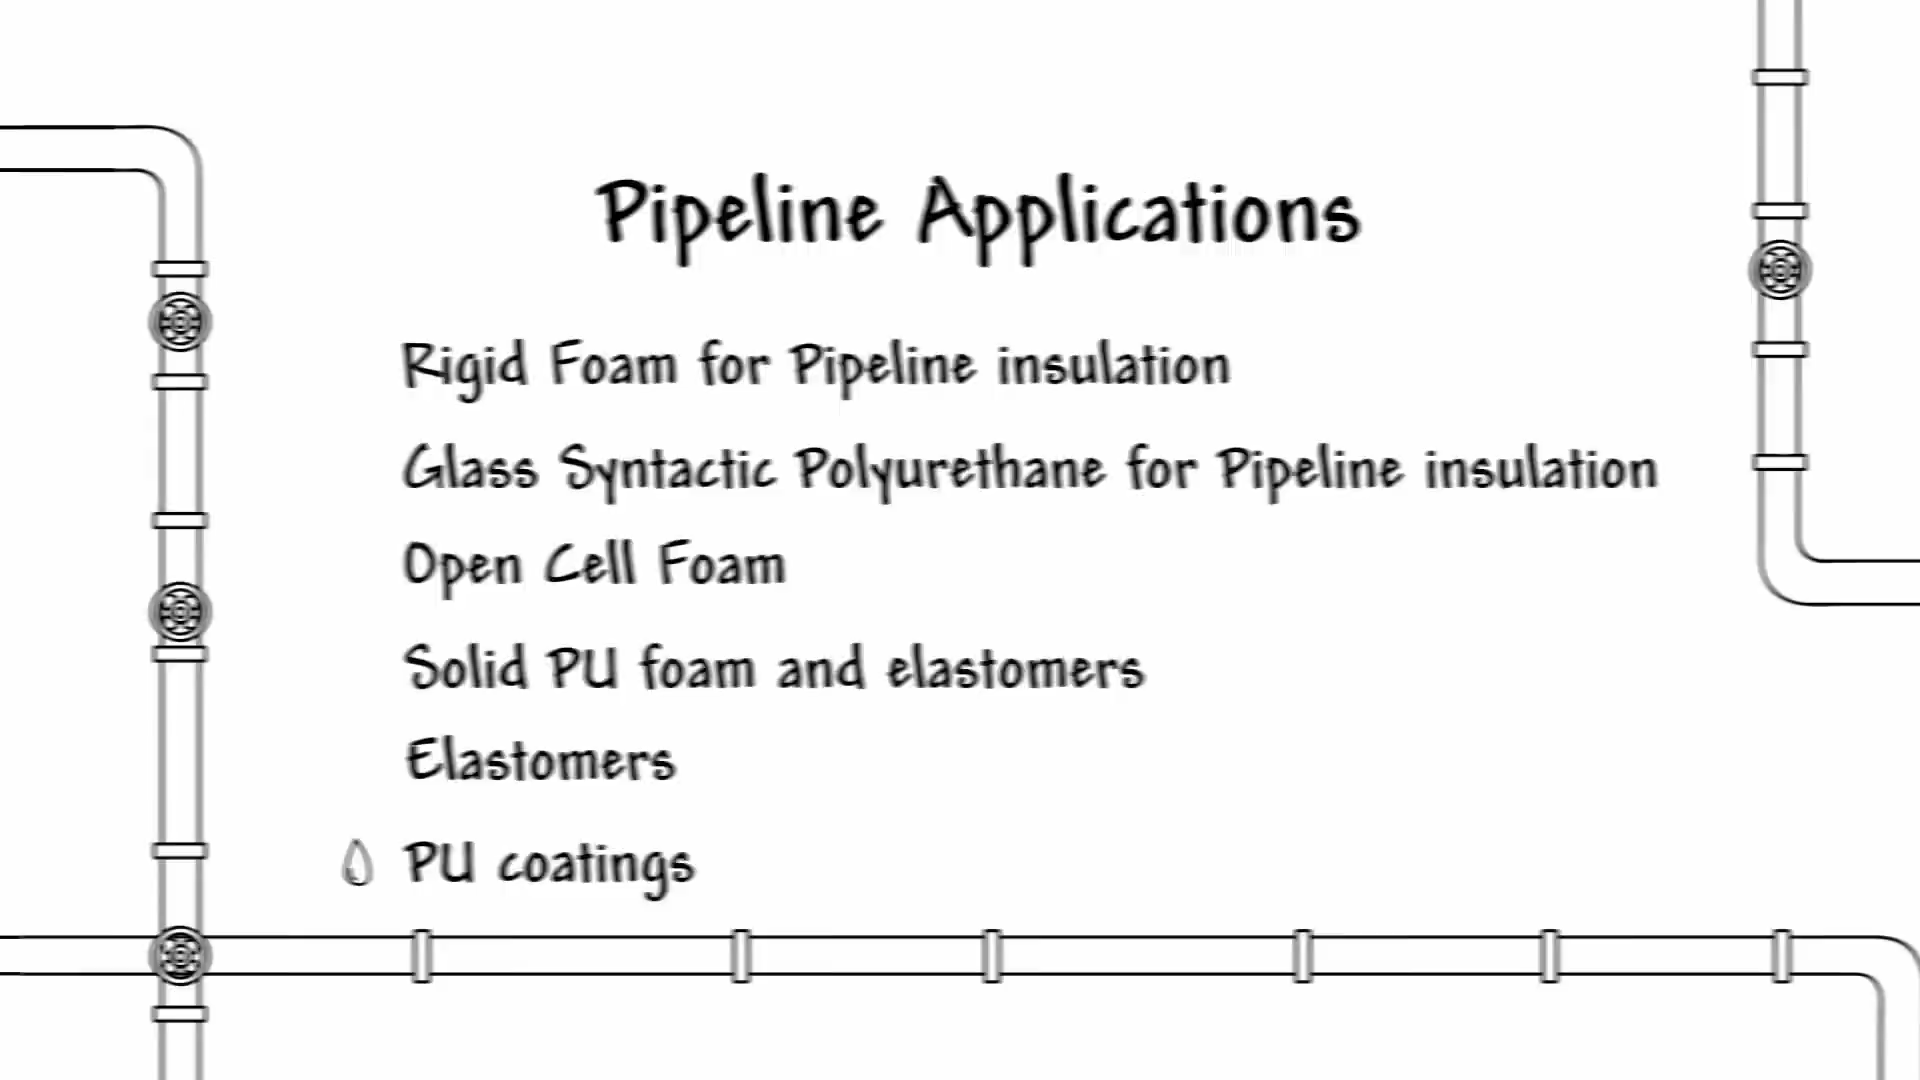 Pipeline Applications
Rigid Foam for Pipeline insulation
Glass Syntactic Polyurethane for Pipeline insulation
Open Cell Foam
Solid PU foam and elastomers
Elastomers
PU coatings